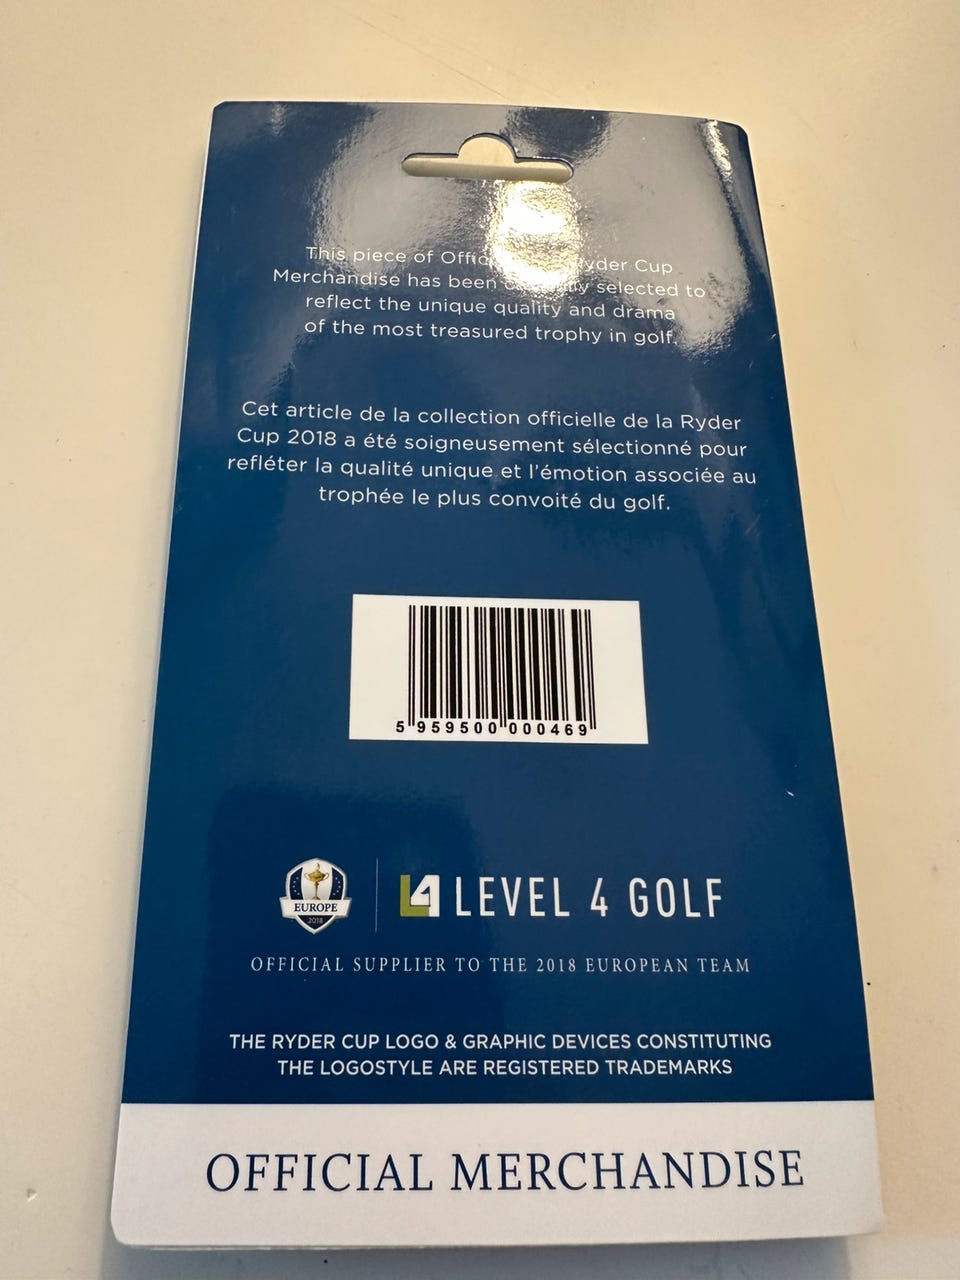 This piece of Ryder Cup
Merchandise has been selected to
reflect the unique quality and drama
of the most treasured trophy in golf.
Cet article de la collection officielle de la Ryder
Cup 2018 a été soigneusement sélectionné pour
refléter la qualité unique et l'émotion associée au
trophée le plus convoité du golf.
5 959500 000469
EUROPE
2018
L4 LEVEL 4 GOLF
OFFICIAL SUPPLIER TO THE 2018 EUROPEAN TEAM
THE RYDER CUP LOGO & GRAPHIC DEVICES CONSTITUTING
THE LOGOSTYLE ARE REGISTERED TRADEMARKS
OFFICIAL MERCHANDISE